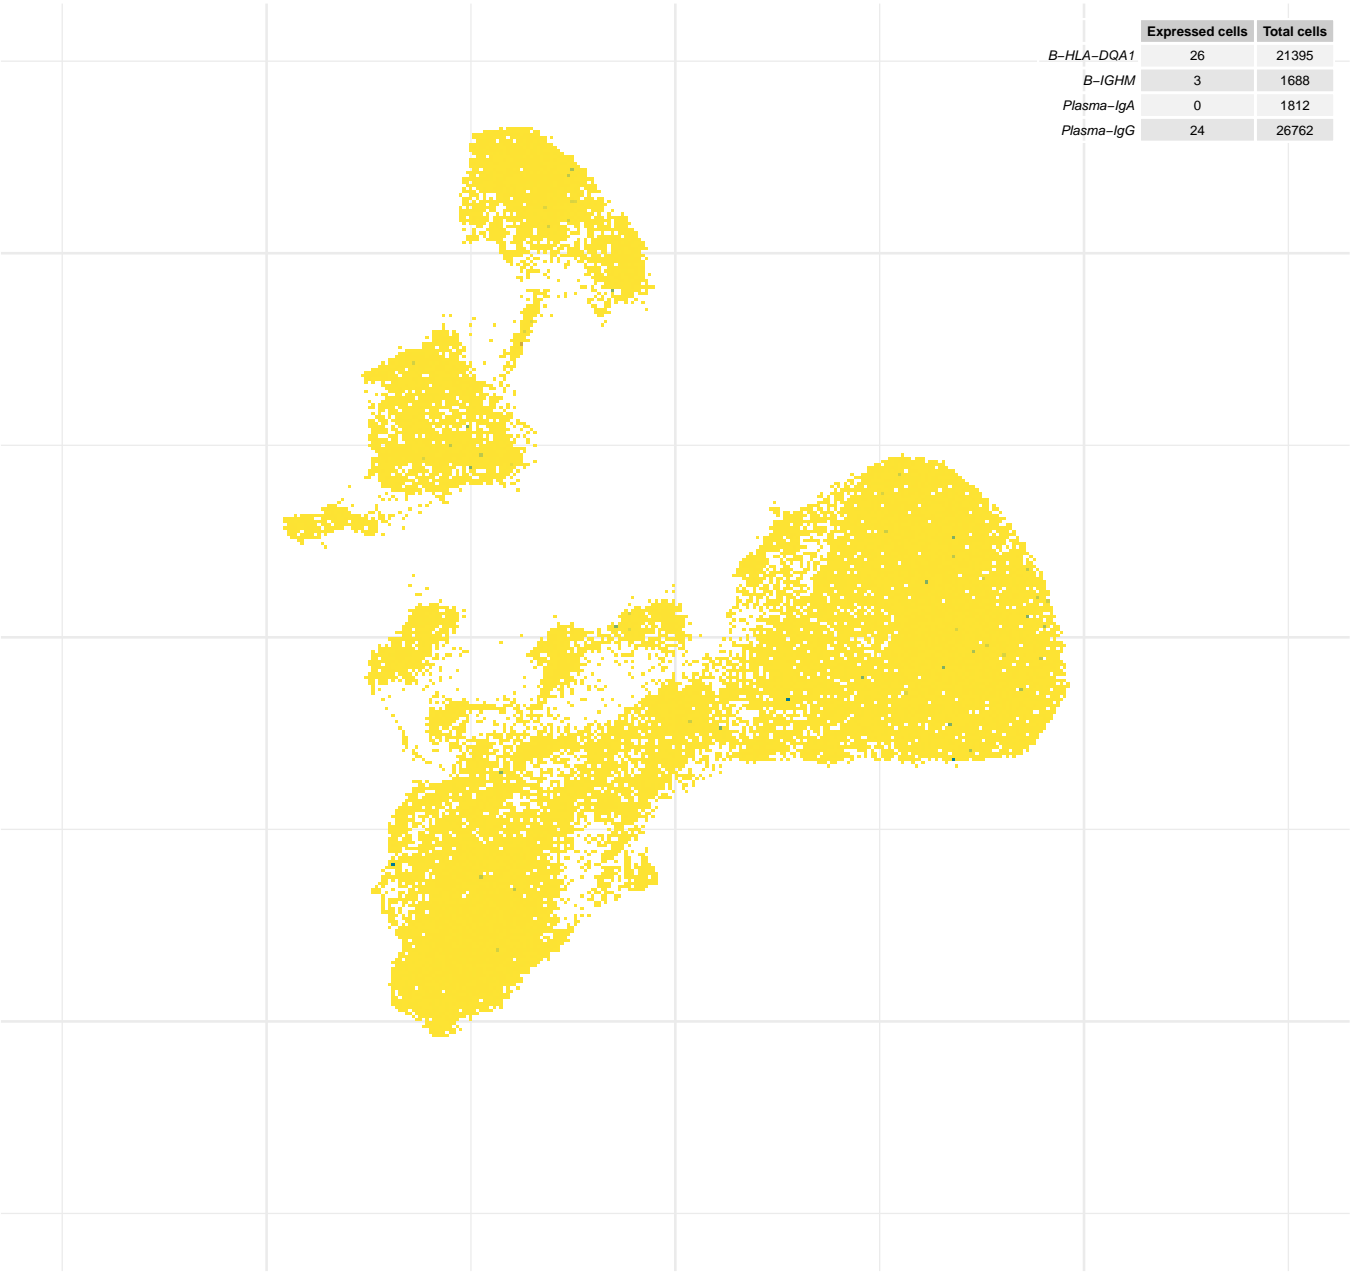 Expressed cells Total cells
B−HLA−DQA1 26 21395
B−IGHM 3 1688
Plasma−IgA 0 1812
Plasma−IgG 24 26762